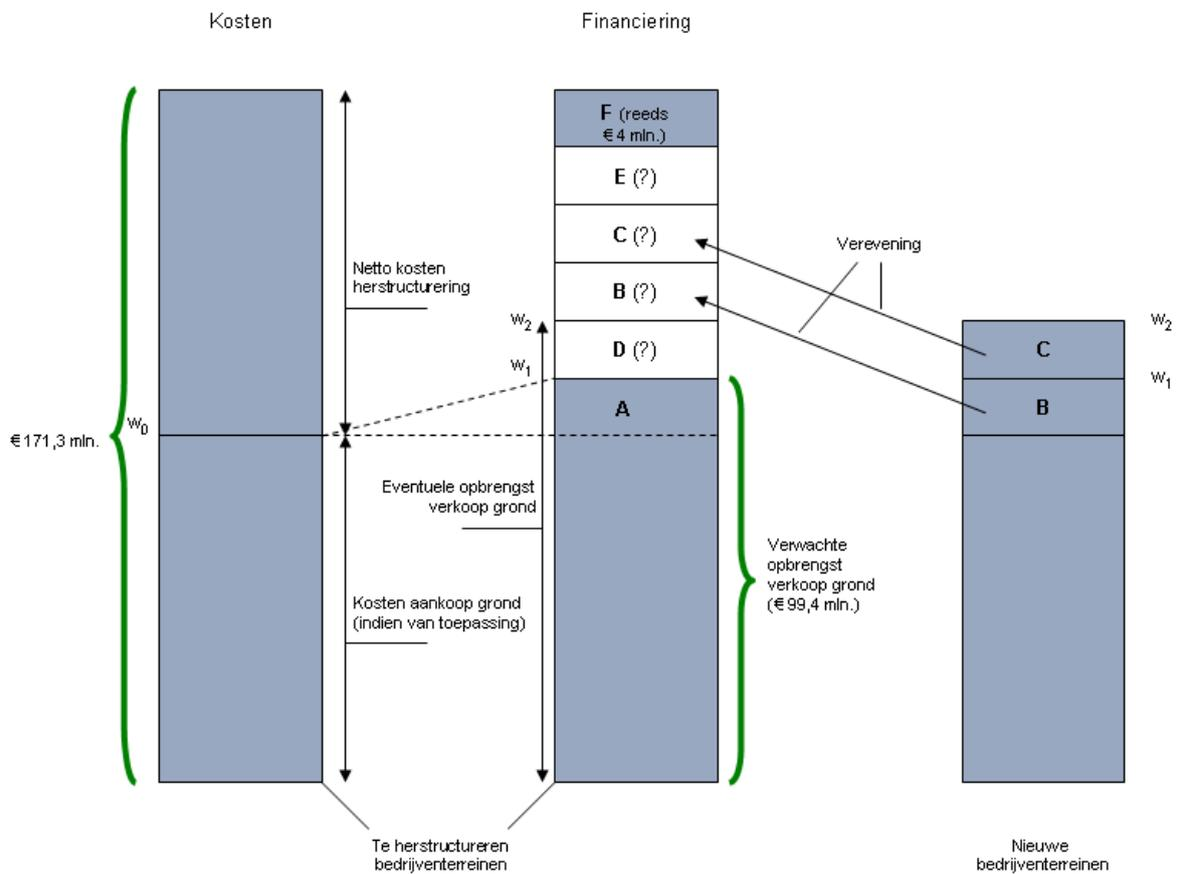 Kosten
Financiering
F (reeds
€ 4 mln.)
E (?)
C (?)
Verevening
Netto kosten
herstructurering
B (?)
W2
W2
D (?)
C
W1
W1
A
B
W0
€ 171,3 mln.
Eventuele opbrengst
verkoop grond
Verwachte
opbrengst
verkoop grond
(€ 99,4 mln.)
Kosten aankoop grond
(indien van toepassing)
Te herstructureren
bedrijventerreinen
Nieuwe
bedrijventerreinen